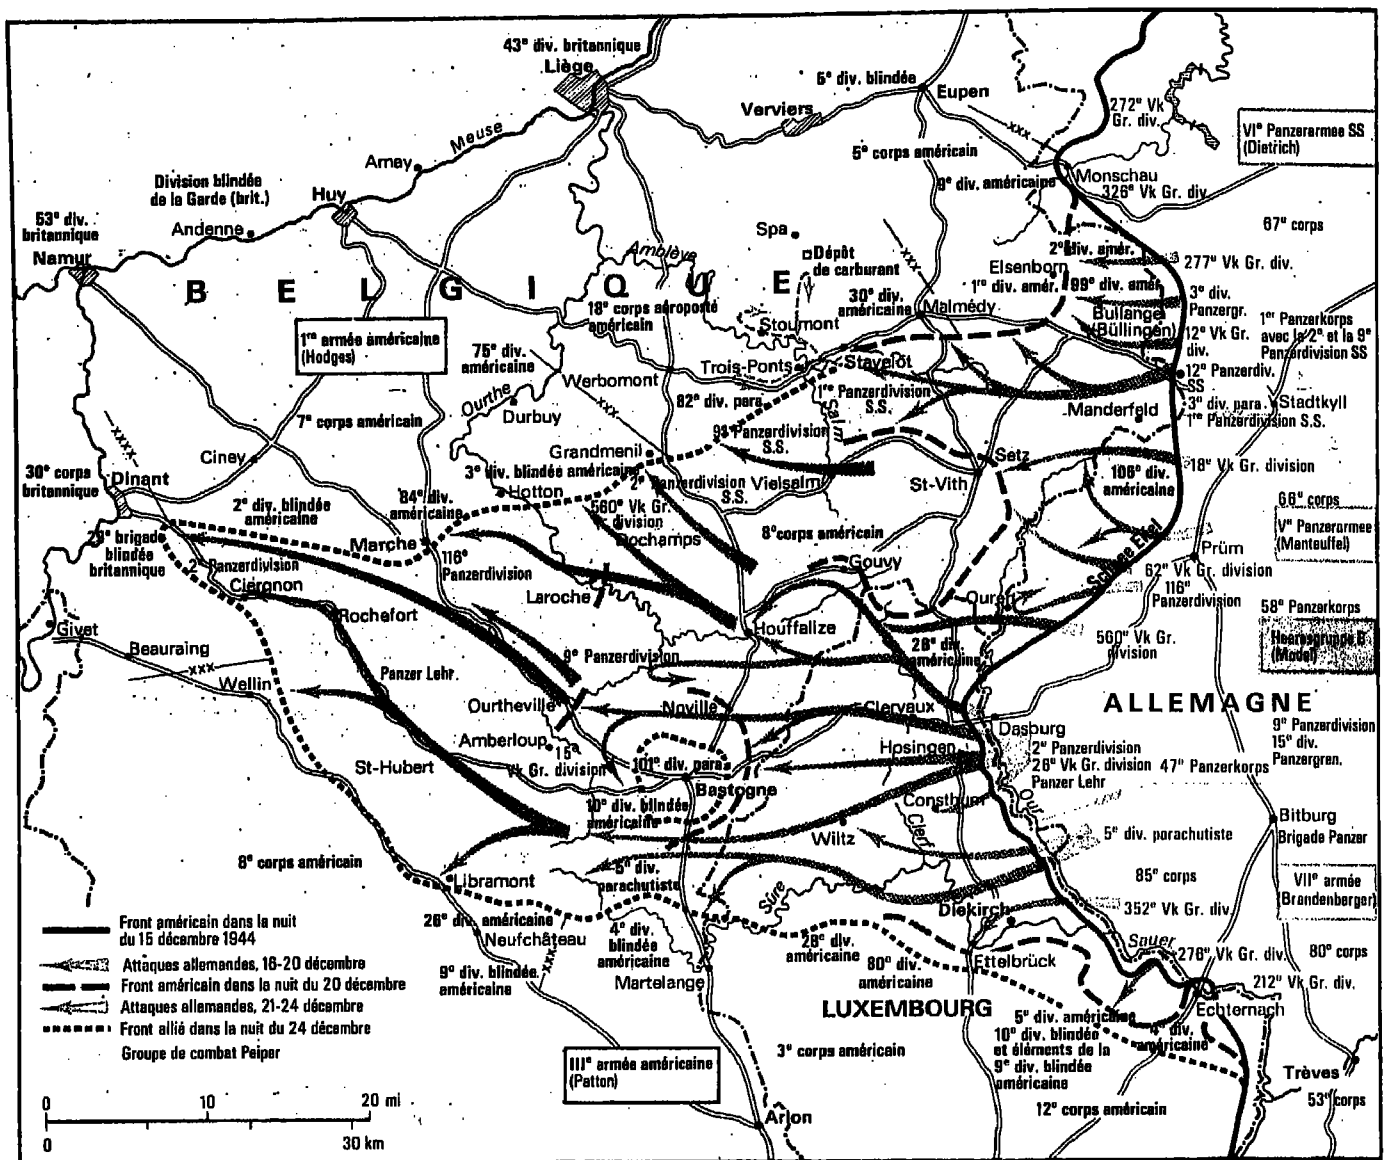 43e div. britannique
Liège
6e div. blindée
Eupen
Verviers
272e Vk
Gr. div.
VIe Panzerarmee SS
(Dietrich)
Meuse
Amay
5e corps américain
xxx
Monschau
9e div. américaine
326e Vk Gr. div.
Division blindée
de la Garde (brit.)
Huy
Andenne
53e div.
britannique
Namur
67e corps
Spa
Dépôt
de carburant
Amblève
2e div. amér.
Elsenborn
277e Vk Gr. div.
BELGIQUE
1re div. amér.
99e div. amér.
3e div.
Panzergr.
30e div.
américaine
Malmédy
Bullange
(Büllingen)
18e corps aéroporté
américain
Stoumont
12e Vk Gr.
div.
1er Panzerkorps
avec la 2e et la 9e
Panzerdivision SS
1re armée américaine
(Hodges)
75e div.
américaine
Werbomont
Trois-Ponts
Stavelot
12e Panzerdiv.
SS
Ourthe
Durbuy
82e div. para.
1re Panzerdivision
S.S.
Salm
Manderfeld
3e div. para.
1re Panzerdivision S.S.
Stadtkyll
7e corps américain
xxx
9e Panzerdivision
S.S.
Grandmenil
Setz
Ciney
xxxx
30e corps
britannique
Dinant
3e div. blindée américaine
Hotton
2e Panzerdivision
S.S.
Vielsalm
St-Vith
106e div.
américaine
18e Vk Gr. division
2e div. blindée
américaine
84e div.
américaine
560e Vk Gr.
division
Dochamps
8e corps américain
66e corps
Ve Panzerarmee
(Manteuffel)
29e brigade
blindée
britannique
Marche
116e
Panzerdivision
Gouvy
Schnee Eifel
Prüm
62e Vk Gr. division
116e
Panzerdivision
2e Panzerdivision
Ciergnon
Laroche
Ouren
Rochefort
Houffalize
58e Panzerkorps
Givet
Beauraing
xxx
Wellin
560e Vk Gr.
division
Heeresgruppe B
(Model)
28e div.
américaine
9e Panzerdivision
Panzer Lehr.
ALLEMAGNE
Ourtheville
Noville
Clervaux
Dasburg
9e Panzerdivision
15e div.
Panzergren.
Amberloup
Hosingen
2e Panzerdivision
26e Vk Gr. division
Panzer Lehr
47e Panzerkorps
St-Hubert
15e
Vk Gr. division
101e div. para.
Bastogne
10e div. blindée
américaine
Consthum
Our
Clerf
Bitburg
Brigade Panzer
Wiltz
5e div. parachutiste
8e corps américain
5e div.
parachutiste
85e corps
VIIe armée
(Brandenberger)
Libramont
Sûre
352e Vk Gr. div.
26e div. américaine
Diekirch
Neufchâteau
4e div.
blindée
américaine
28e div.
américaine
Sauer
276e Vk Gr. div.
80e corps
xxx
9e div. blindée
américaine
Martelange
80e div.
américaine
Ettelbrück
212e Vk Gr. div.
LUXEMBOURG
Echternach
5e div. américaine
10e div. blindée
et éléments de la
9e div. blindée
américaine
4e div.
américaine
IIIe armée américaine
(Patton)
3e corps américain
Trèves
53e corps
12e corps américain
Arlon
Front américain dans la nuit
du 15 décembre 1944
Attaques allemandes, 16-20 décembre
Front américain dans la nuit du 20 décembre
Attaques allemandes, 21-24 décembre
Front allié dans la nuit du 24 décembre
Groupe de combat Peiper
0 10 20 mi
0 30 km